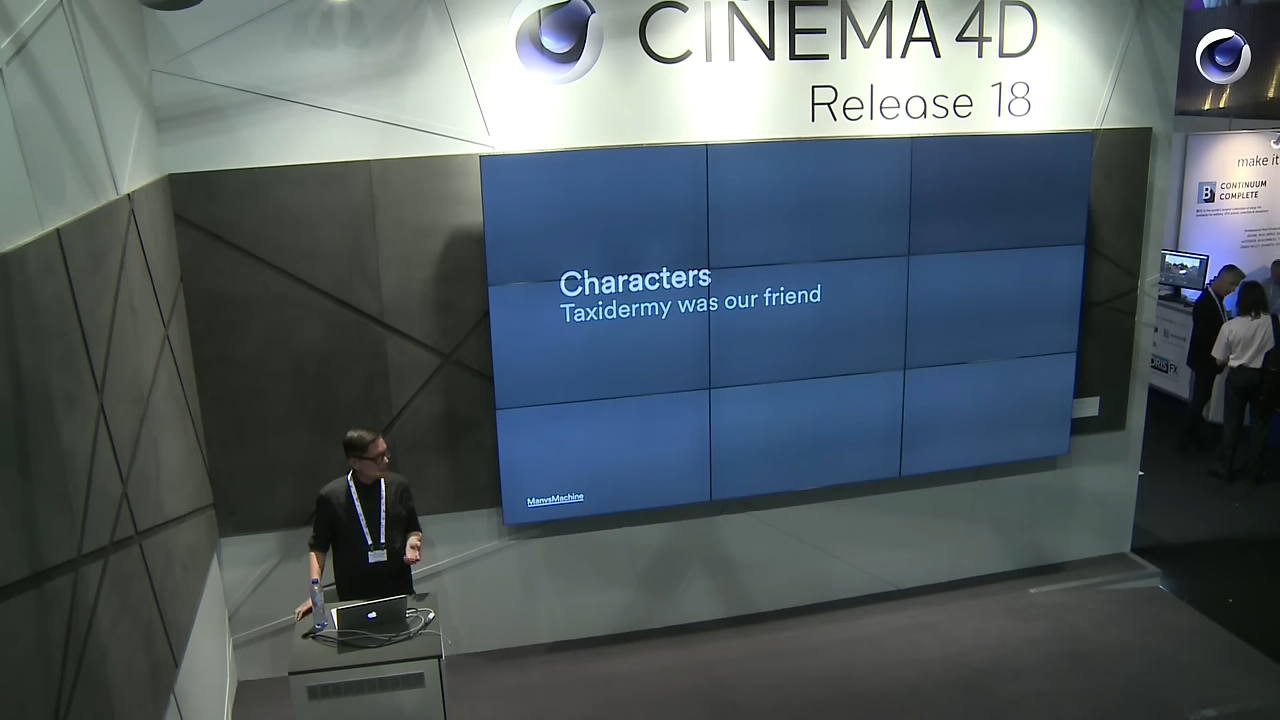 CINEMA 4D
Release 18
make it
CONTINUUM
COMPLETE
Characters
Taxidermy was our friend
ManvsMachine